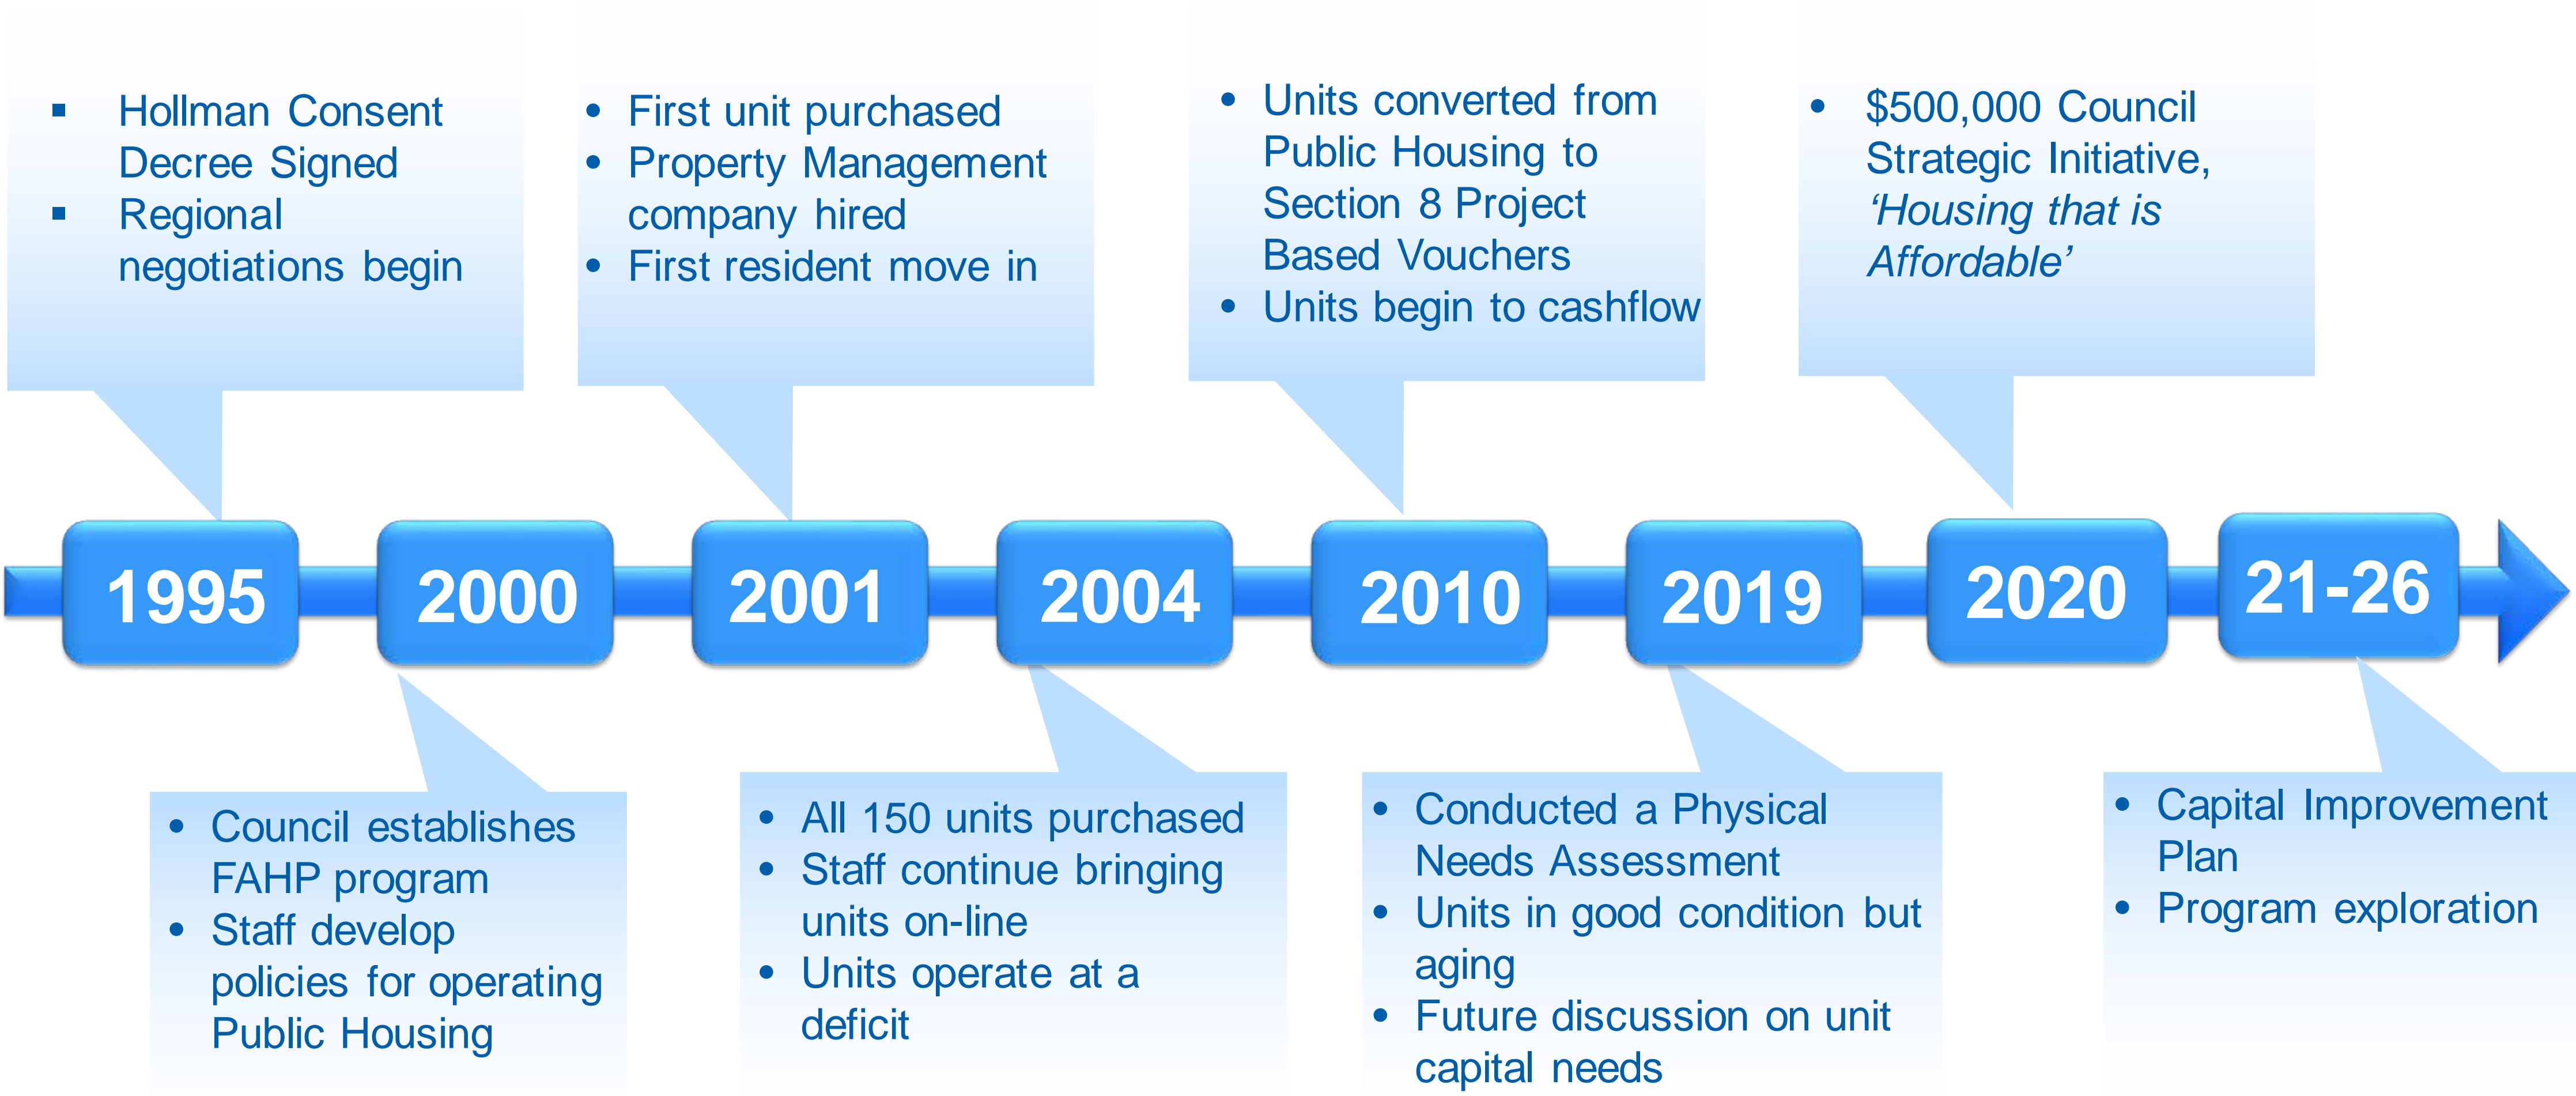 ▪ Hollman Consent
Decree Signed
▪ Regional
negotiations begin
• First unit purchased
• Property Management
company hired
• First resident move in
• Units converted from
Public Housing to
Section 8 Project
Based Vouchers
• Units begin to cashflow
• $500,000 Council
Strategic Initiative,
‘Housing that is
Affordable’
1995
2000
2001
2004
2010
2019
2020
21-26
• Council establishes
FAHP program
• Staff develop
policies for operating
Public Housing
• All 150 units purchased
• Staff continue bringing
units on-line
• Units operate at a
deficit
• Conducted a Physical
Needs Assessment
• Units in good condition but
aging
• Future discussion on unit
capital needs
• Capital Improvement
Plan
• Program exploration